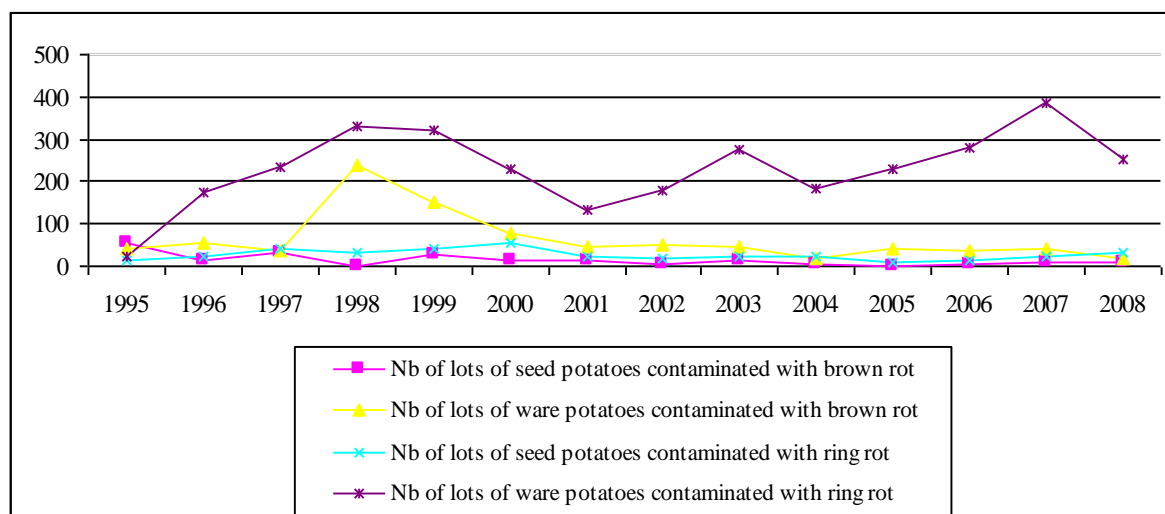 500
400
300
200
100
0
1995 1996 1997 1998 1999 2000 2001 2002 2003 2004 2005 2006 2007 2008
Nb of lots of seed potatoes contaminated with brown rot
Nb of lots of ware potatoes contaminated with brown rot
Nb of lots of seed potatoes contaminated with ring rot
Nb of lots of ware potatoes contaminated with ring rot